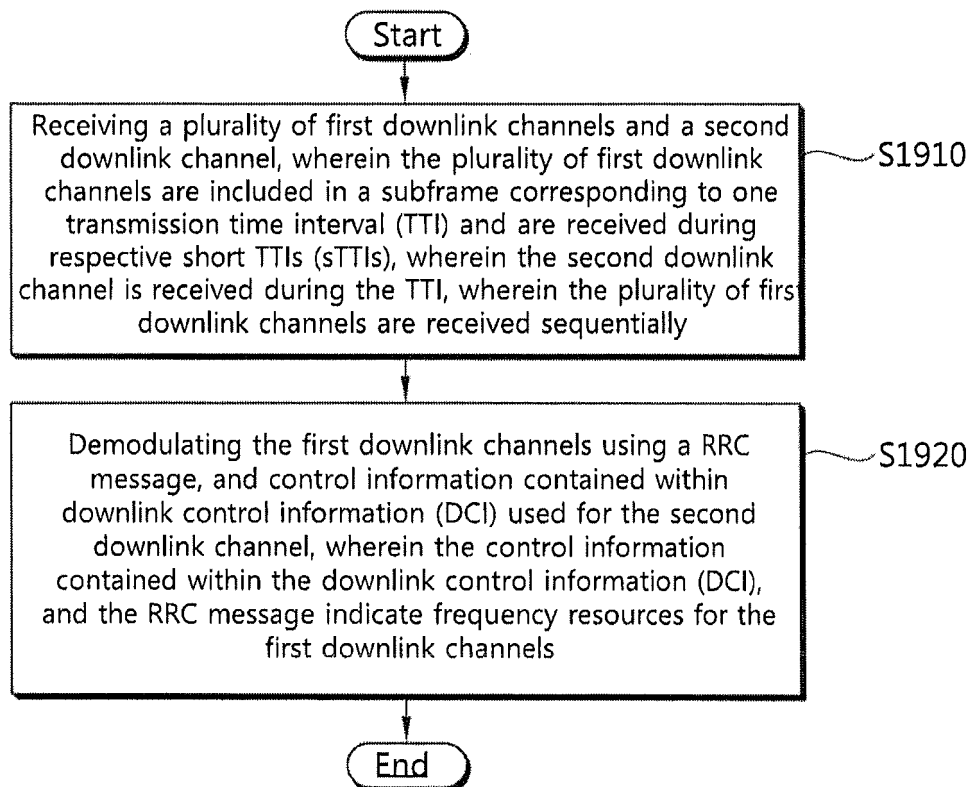 Start
Receiving a plurality of first downlink channels and a second
downlink channel, wherein the plurality of first downlink
channels are included in a subframe corresponding to one
transmission time interval (TTI) and are received during
respective short TTIs (sTTIs), wherein the second downlink
channel is received during the TTI, wherein the plurality of first
downlink channels are received sequentially
S1910
Demodulating the first downlink channels using a RRC
message, and control information contained within
downlink control information (DCI) used for the second
downlink channel, wherein the control information
contained within the downlink control information (DCI),
and the RRC message indicate frequency resources for the
first downlink channels
S1920
End